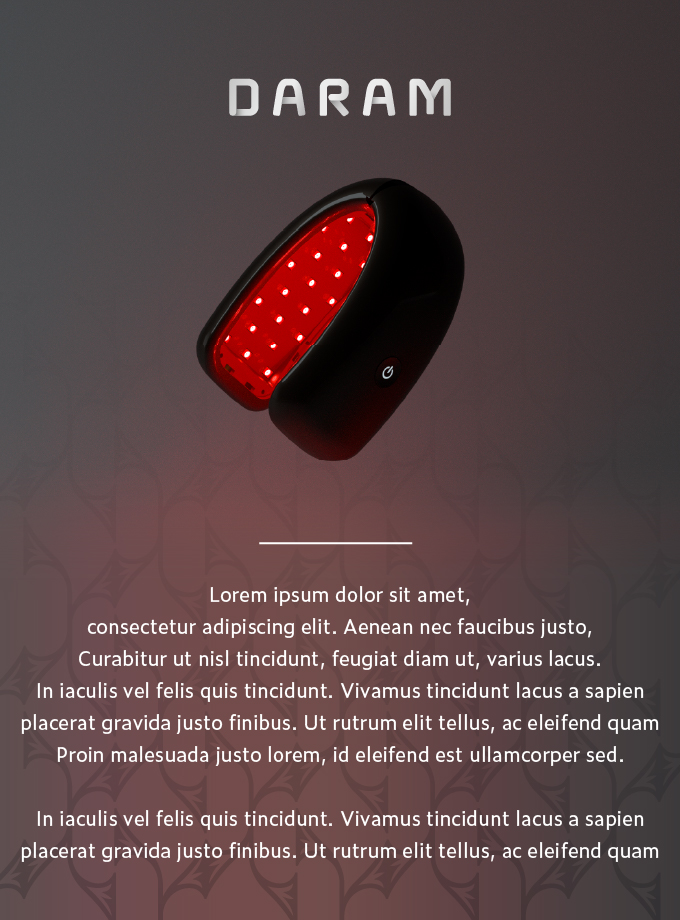 DARAM
Lorem ipsum dolor sit amet,
consectetur adipiscing elit. Aenean nec faucibus justo,
Curabitur ut nisl tincidunt, feugiat diam ut, varius lacus.
In iaculis vel felis quis tincidunt. Vivamus tincidunt lacus a sapien
placerat gravida justo finibus. Ut rutrum elit tellus, ac eleifend quam
Proin malesuada justo lorem, id eleifend est ullamcorper sed.
In iaculis vel felis quis tincidunt. Vivamus tincidunt lacus a sapien
placerat gravida justo finibus. Ut rutrum elit tellus, ac eleifend quam